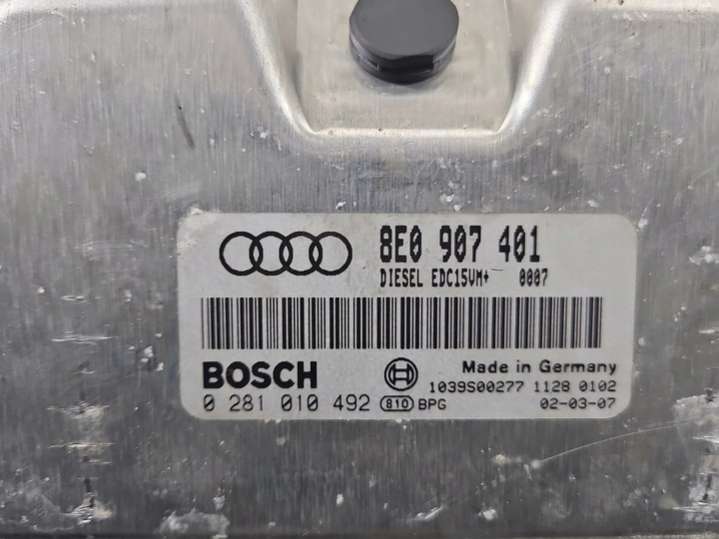 8E0 907 401
DIESEL EDC15VM+ 0007
BOSCH
Made in Germany
1039S00277 1128 0102
0 281 010 492 810 BPG 02-03-07